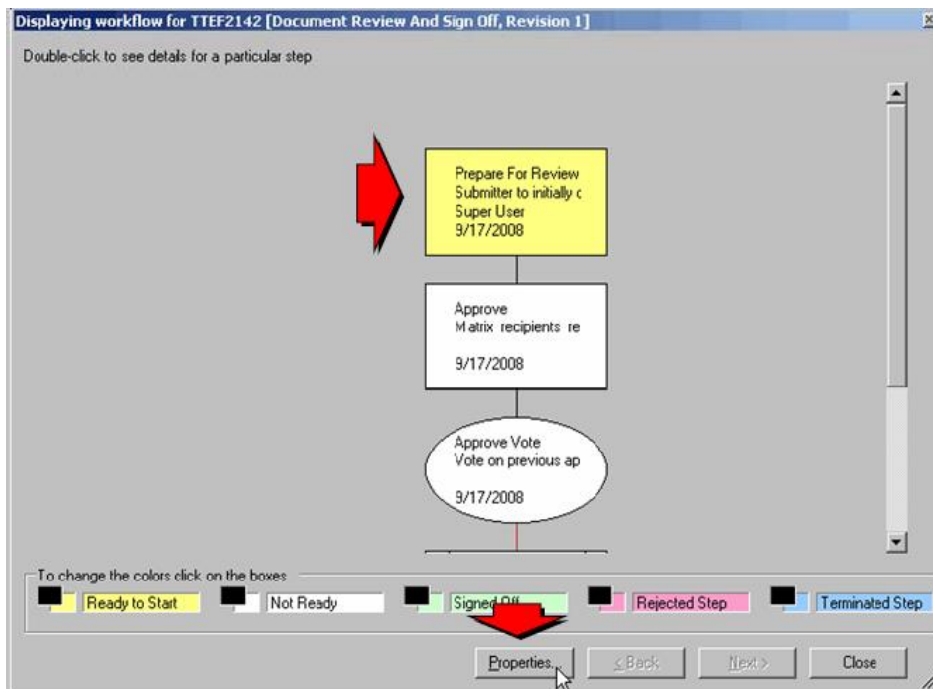 Displaying workflow for TTEF2142 [Document Review And Sign Off, Revision 1]
Double-click to see details for a particular step
Prepare For Review
Submitter to initially c
Super User
9/17/2008
Approve
Matrix recipients re
9/17/2008
Approve Vote
Vote on previous ap
9/17/2008
To change the colors click on the boxes
Ready to Start
Not Ready
Signed Off
Rejected Step
Terminated Step
Properties...
< Back
Next >
Close